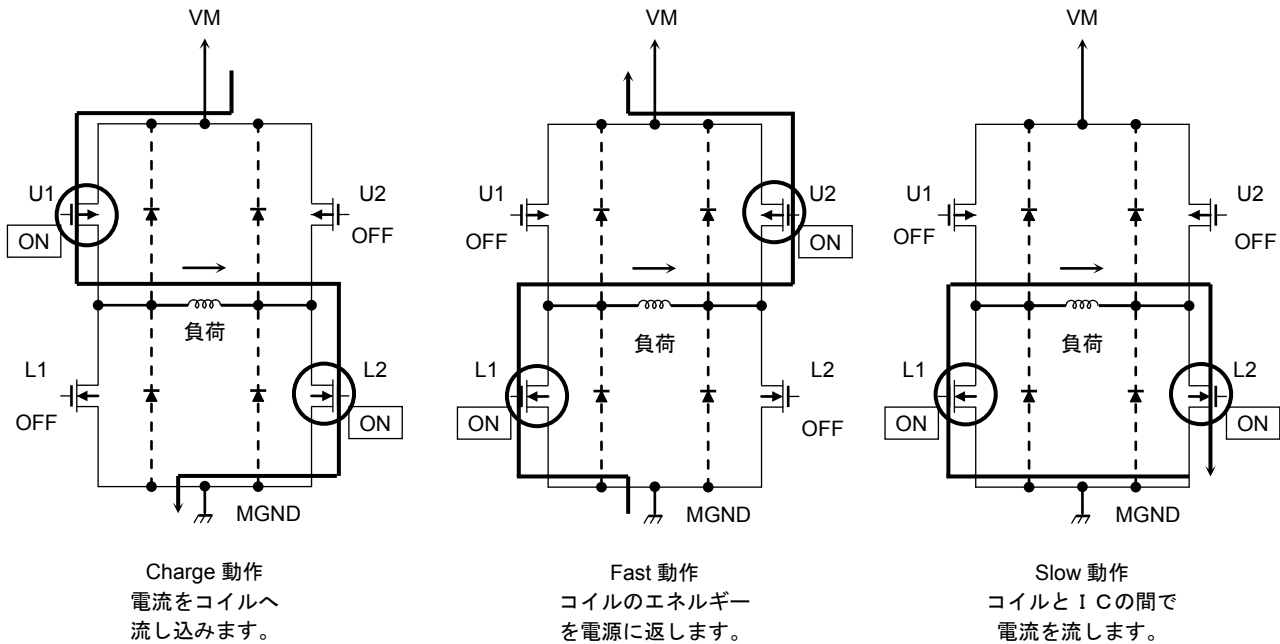 VM
U1
ON
U2
OFF
負荷
L1
OFF
L2
ON
MGND
Charge 動作
電流をコイルへ
流し込みます。
VM
U1
OFF
U2
ON
負荷
L1
ON
L2
OFF
MGND
Fast 動作
コイルのエネルギー
を電源に返します。
VM
U1
OFF
U2
OFF
負荷
L1
ON
L2
ON
MGND
Slow 動作
コイルとＩＣの間で
電流を流します。